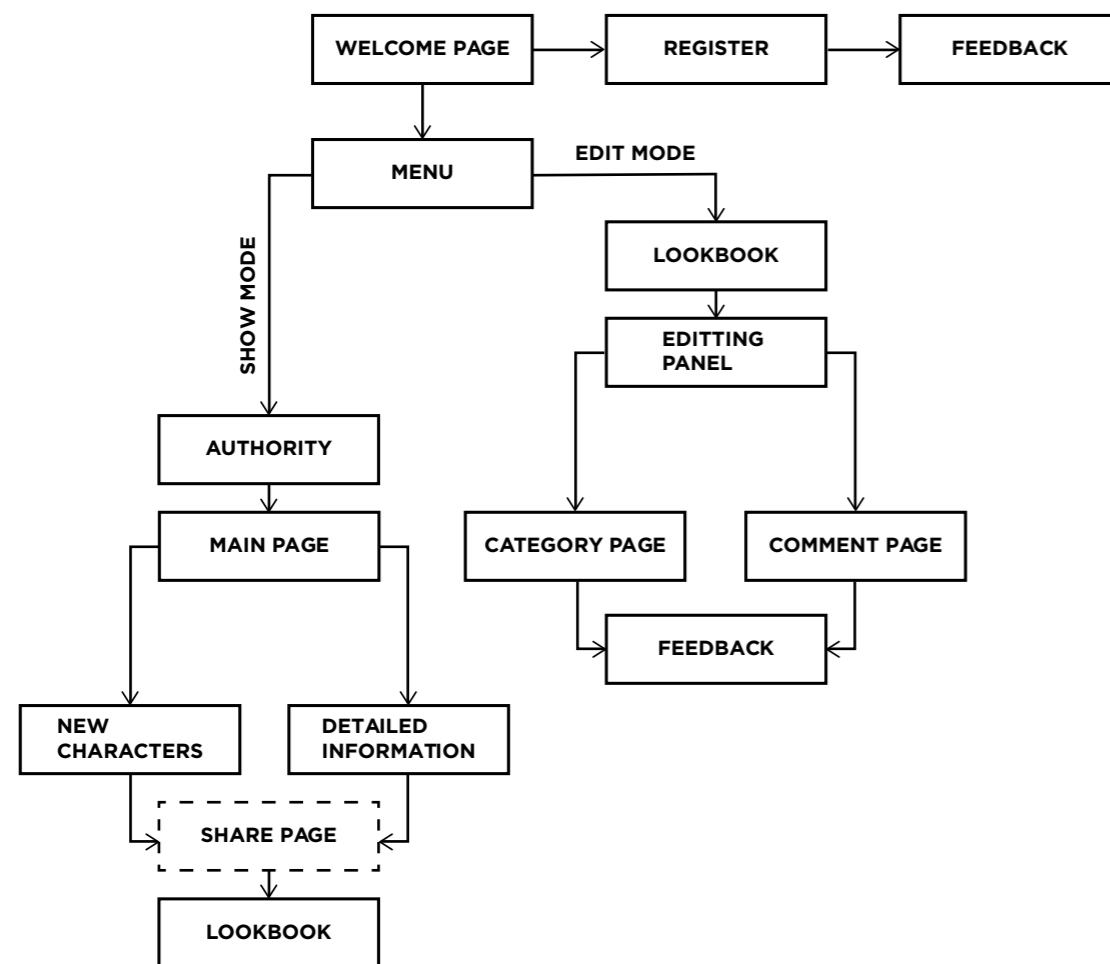 WELCOME PAGE
REGISTER
FEEDBACK
MENU
EDIT MODE
LOOKBOOK
SHOW MODE
EDITTING
PANEL
AUTHORITY
MAIN PAGE
CATEGORY PAGE
COMMENT PAGE
FEEDBACK
NEW
CHARACTERS
DETAILED
INFORMATION
SHARE PAGE
LOOKBOOK